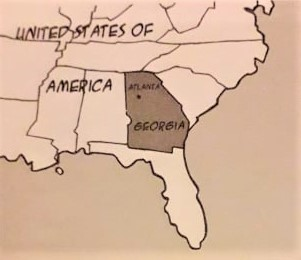 UNITED STATES OF
AMERICA
ATLANTA
GEORGIA